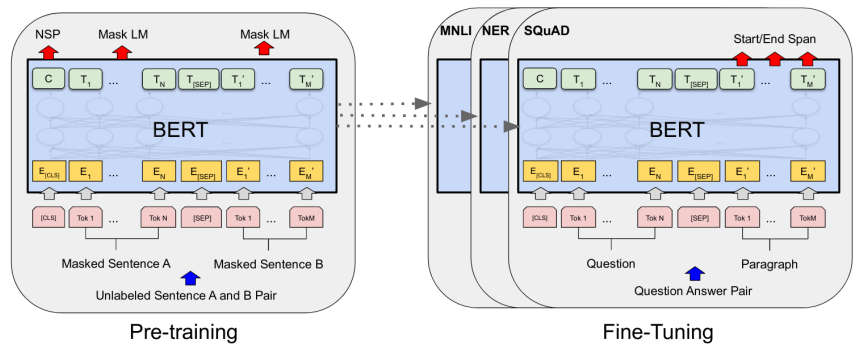 NSP Mask LM Mask LM
C T1 ... TN T[SEP] T1' ... TM'
BERT
E[CLS] E1 ... EN E[SEP] E1' ... EM'
[CLS] Tok 1 ... Tok N [SEP] Tok 1 ... TokM
Masked Sentence A Masked Sentence B
Unlabeled Sentence A and B Pair
Pre-training
MNLI NER SQuAD
Start/End Span
C T1 ... TN T[SEP] T1' ... TM'
BERT
E[CLS] E1 ... EN E[SEP] E1' ... EM'
[CLS] Tok 1 ... Tok N [SEP] Tok 1 ... TokM
Question Paragraph
Question Answer Pair
Fine-Tuning